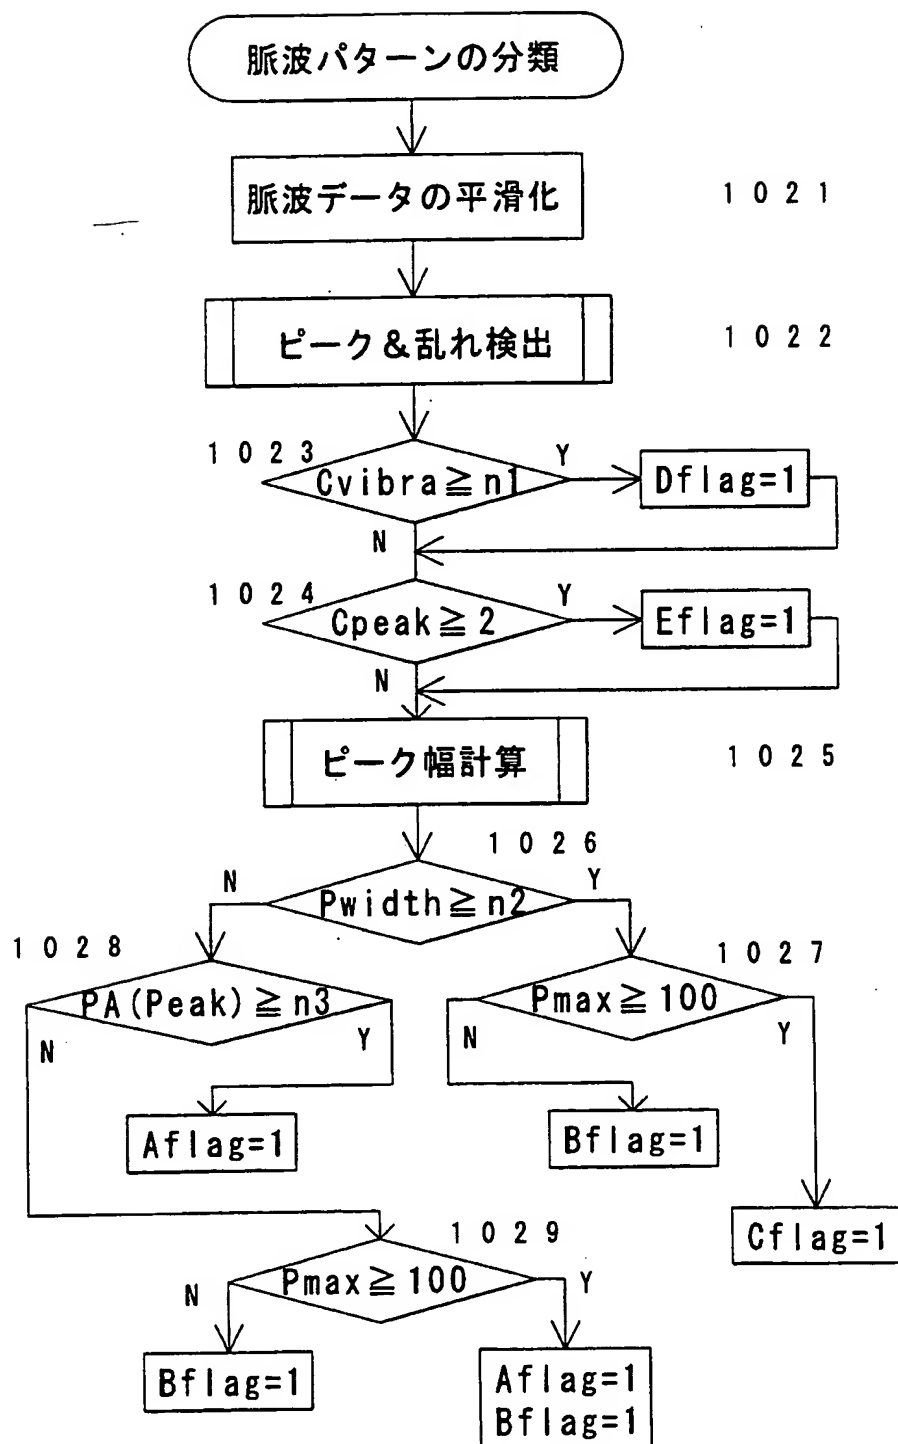 脈波パターンの分類
脈波データの平滑化
1021
ピーク&乱れ検出
1022
1023
Cvibra≧n1
Y
Dflag=1
N
1024
Cpeak≧2
Y
Eflag=1
N
ピーク幅計算
1025
1026
N
Pwidth≧n2
Y
1028
PA(Peak)≧n3
N
Y
1027
Pmax≧100
N
Y
Aflag=1
Bflag=1
Cflag=1
1029
N
Pmax≧100
Y
Bflag=1
Aflag=1
Bflag=1